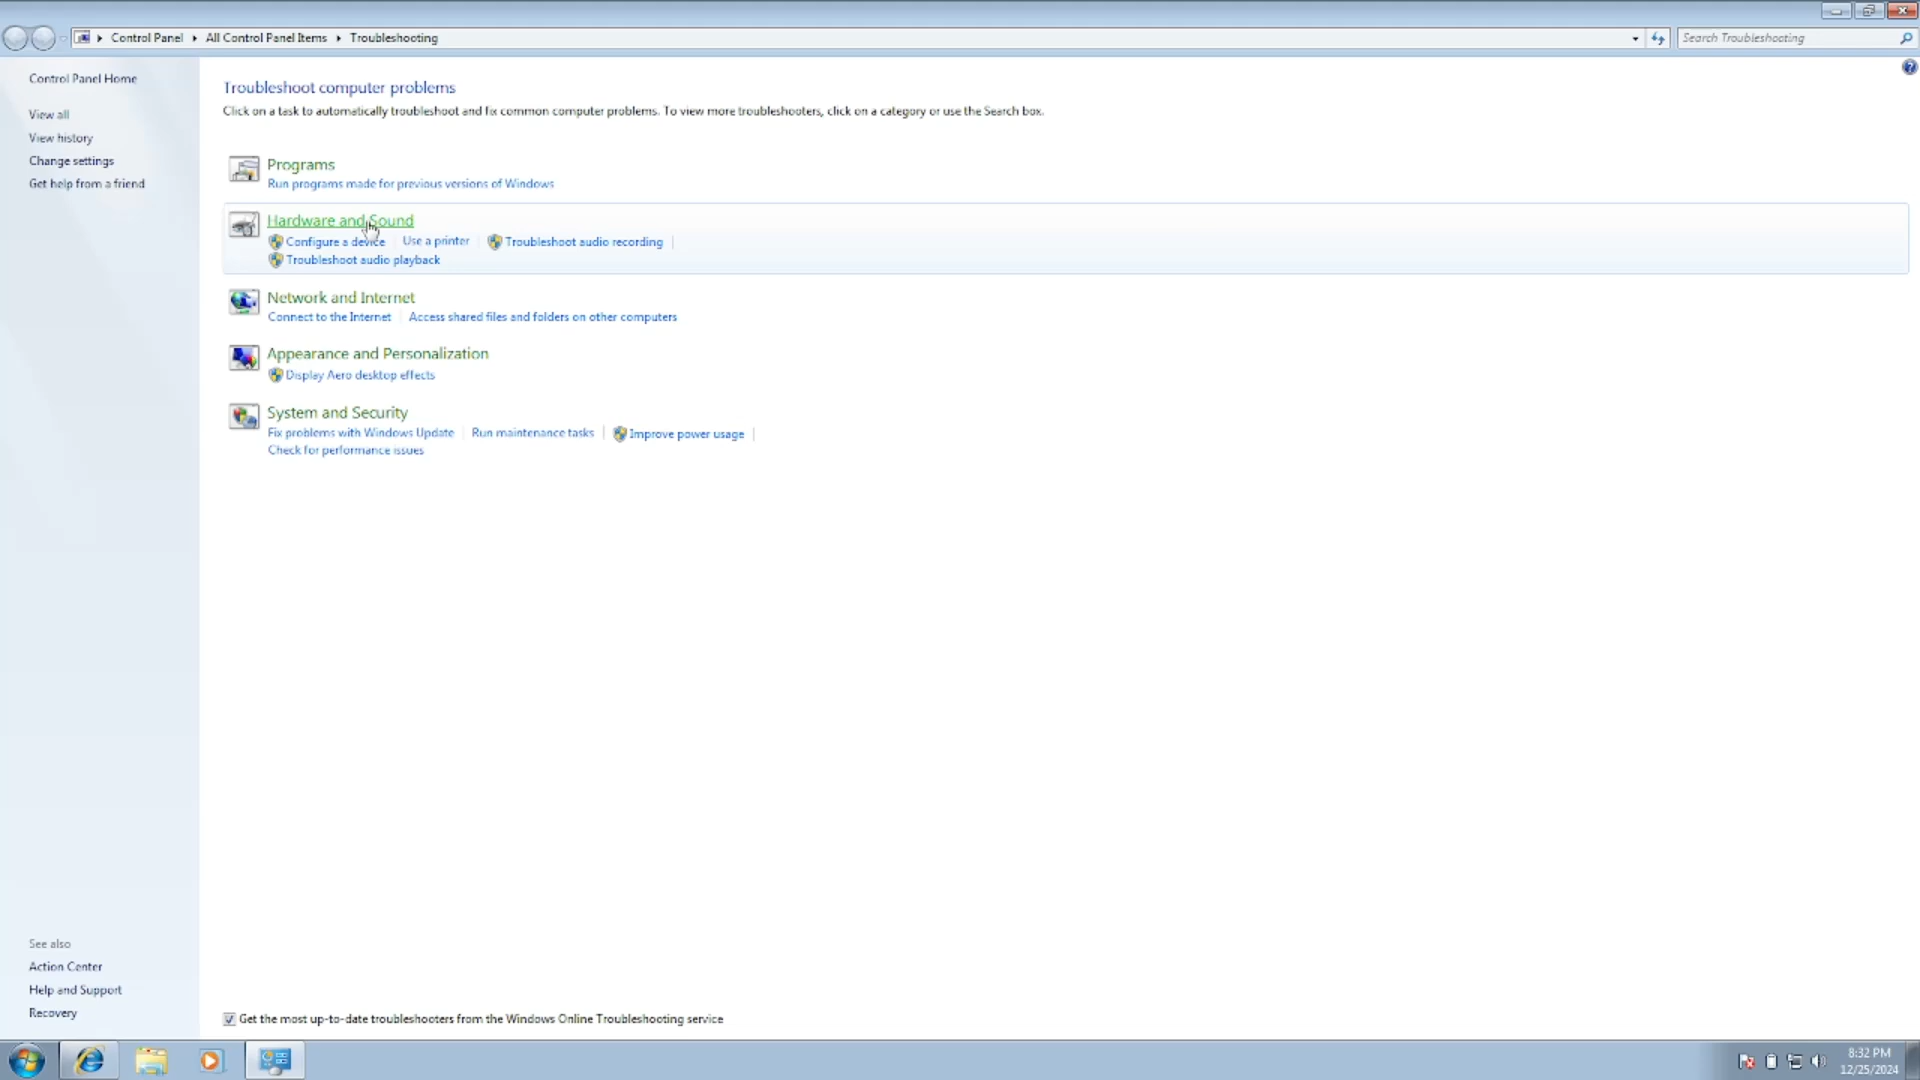 Control Panel All Control Panel Items Troubleshooting
Search Troubleshooting
Control Panel Home
View all
View history
Change settings
Get help from a friend
Troubleshoot computer problems
Click on a task to automatically troubleshoot and fix common computer problems. To view more troubleshooters, click on a category or use the Search box.
Programs
Run programs made for previous versions of Windows
Hardware and Sound
Configure a device Use a printer Troubleshoot audio recording
Troubleshoot audio playback
Network and Internet
Connect to the Internet Access shared files and folders on other computers
Appearance and Personalization
Display Aero desktop effects
System and Security
Fix problems with Windows Update Run maintenance tasks Improve power usage
Check for performance issues
See also
Action Center
Help and Support
Recovery
Get the most up-to-date troubleshooters from the Windows Online Troubleshooting service
8:32 PM
12/25/2024